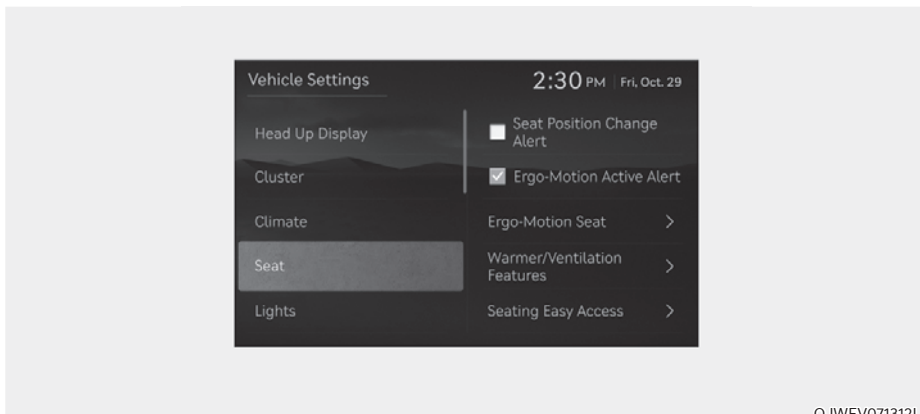 Vehicle Settings
2:30 PM Fri, Oct. 29
Head Up Display
Cluster
Climate
Seat
Lights
Seat Position Change
Alert
Ergo-Motion Active Alert
Ergo-Motion Seat
Warmer/Ventilation
Features
Seating Easy Access